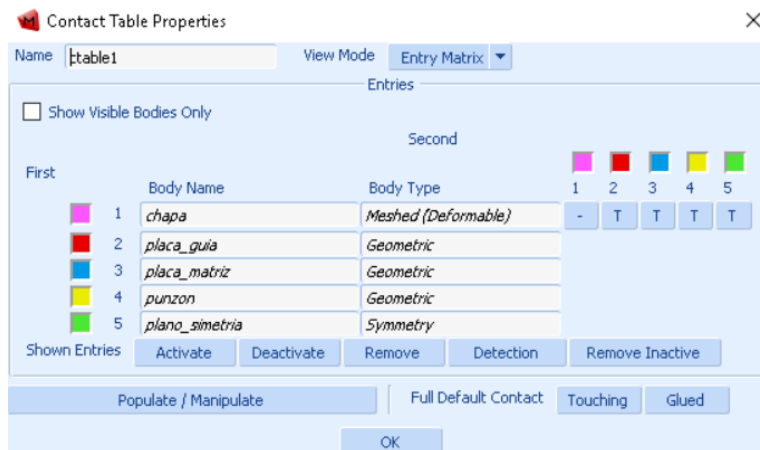 Contact Table Properties
Name ctable1 View Mode Entry Matrix
Entries
Show Visible Bodies Only
Second
First
Body Name Body Type 1 2 3 4 5
1 chapa Meshed (Deformable) - T T T T
2 placa_guia Geometric
3 placa_matriz Geometric
4 punzon Geometric
5 plano_simetria Symmetry
Shown Entries Activate Deactivate Remove Detection Remove Inactive
Populate / Manipulate Full Default Contact Touching Glued
OK